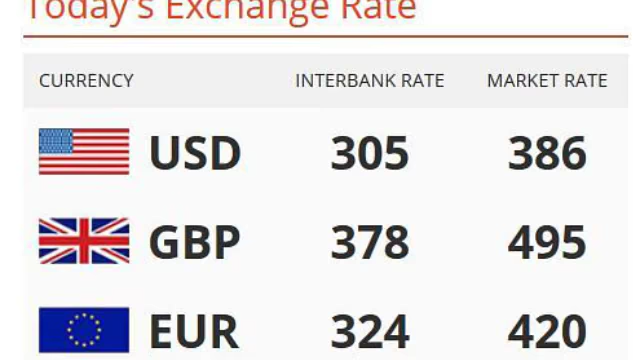 Today's Exchange Rate
CURRENCY INTERBANK RATE MARKET RATE
USD 305 386
GBP 378 495
EUR 324 420